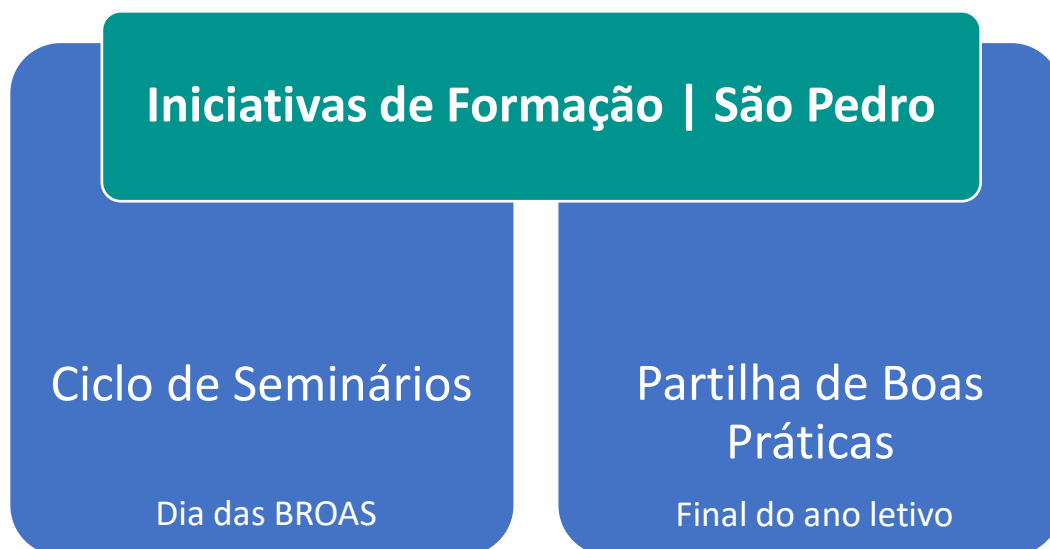 Iniciativas de Formação | São Pedro
Ciclo de Seminários
Dia das BROAS
Partilha de Boas
Práticas
Final do ano letivo